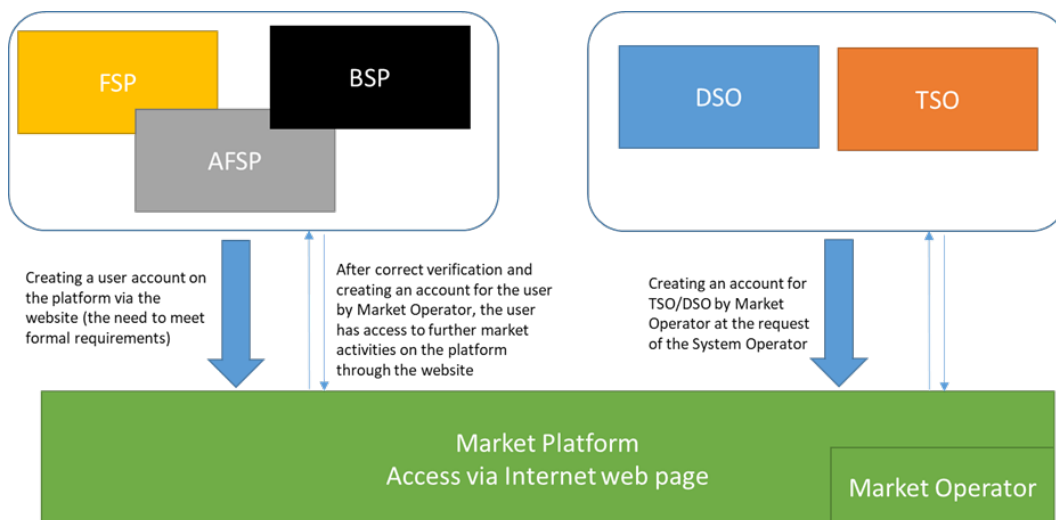 FSP
BSP
AFSP
DSO
TSO
Creating a user account on
the platform via the
website (the need to meet
formal requirements)
After correct verification and
creating an account for the user
by Market Operator, the user
has access to further market
activities on the platform
through the website
Creating an account for
TSO/DSO by Market
Operator at the request
of the System Operator
Market Platform
Access via Internet web page
Market Operator